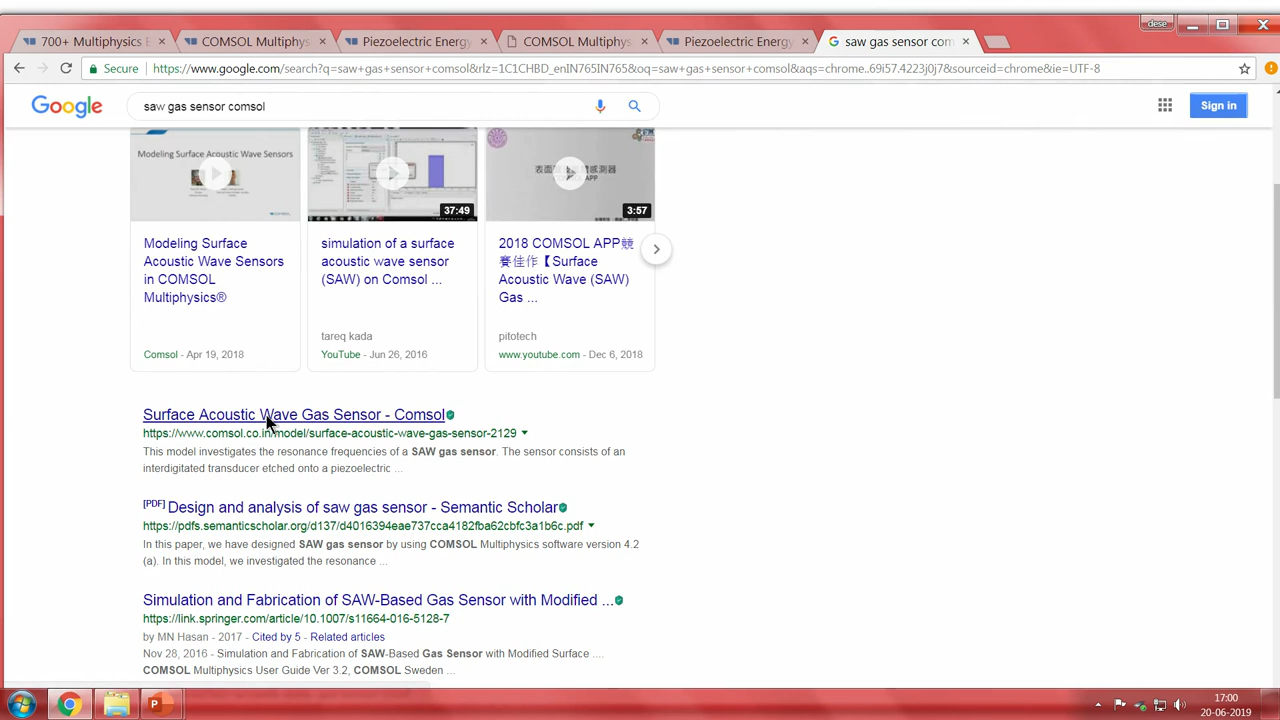 dese
700+ Multiphysics E
COMSOL Multiphys
Piezoelectric Energy
COMSOL Multiphys
Piezoelectric Energy
saw gas sensor com
Secure
https://www.google.com/search?q=saw+gas+sensor+comsol&rlz=1C1CHBD_enIN765IN765&oq=saw+gas+sensor+comsol&aqs=chrome..69i57.4223j0j7&sourceid=chrome&ie=UTF-8
Google
saw gas sensor comsol
Sign in
Modeling Surface Acoustic Wave Sensors
37:49
3:57
Modeling Surface
Acoustic Wave Sensors
in COMSOL
Multiphysics®
Comsol - Apr 19, 2018
simulation of a surface
acoustic wave sensor
(SAW) on Comsol ...
tareq kada
YouTube - Jun 26, 2016
2018 COMSOL APP競
賽佳作【Surface
Acoustic Wave (SAW)
Gas ...
pitotech
www.youtube.com - Dec 6, 2018
Surface Acoustic Wave Gas Sensor - Comsol
https://www.comsol.co.in/model/surface-acoustic-wave-gas-sensor-2129
This model investigates the resonance frequencies of a SAW gas sensor. The sensor consists of an
interdigitated transducer etched onto a piezoelectric ...
[PDF] Design and analysis of saw gas sensor - Semantic Scholar
https://pdfs.semanticscholar.org/d137/d4016394eae737cca4182fba62cbfc3a1b6c.pdf
In this paper, we have designed SAW gas sensor by using COMSOL Multiphysics software version 4.2
(a). In this model, we investigated the resonance ...
Simulation and Fabrication of SAW-Based Gas Sensor with Modified ...
https://link.springer.com/article/10.1007/s11664-016-5128-7
by MN Hasan - 2017 - Cited by 5 - Related articles
Nov 28, 2016 - Simulation and Fabrication of SAW-Based Gas Sensor with Modified Surface ....
COMSOL Multiphysics User Guide Ver 3.2, COMSOL Sweden ...
17:00
20-06-2019